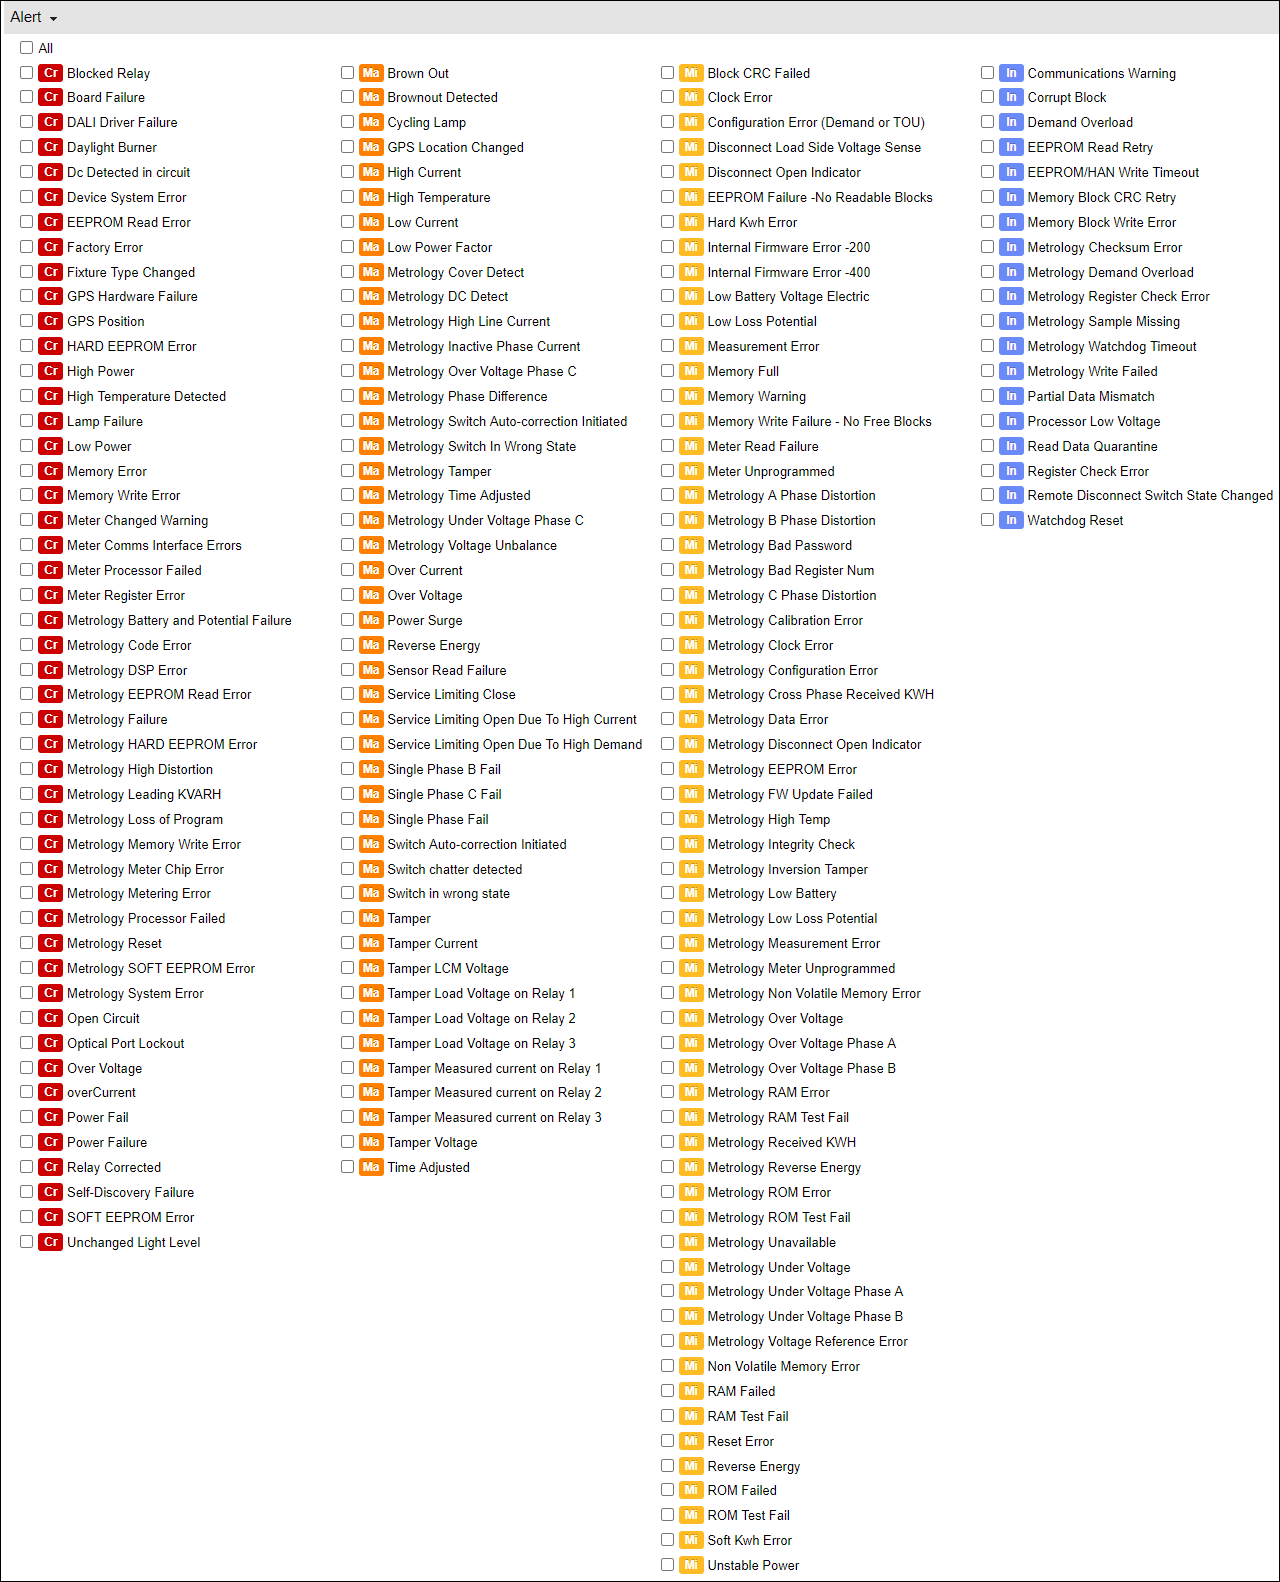 Alert
All
Cr Blocked Relay
Cr Board Failure
Cr DALI Driver Failure
Cr Daylight Burner
Cr Dc Detected in circuit
Cr Device System Error
Cr EEPROM Read Error
Cr Factory Error
Cr Fixture Type Changed
Cr GPS Hardware Failure
Cr GPS Position
Cr HARD EEPROM Error
Cr High Power
Cr High Temperature Detected
Cr Lamp Failure
Cr Low Power
Cr Memory Error
Cr Memory Write Error
Cr Meter Changed Warning
Cr Meter Comms Interface Errors
Cr Meter Processor Failed
Cr Meter Register Error
Cr Metrology Battery and Potential Failure
Cr Metrology Code Error
Cr Metrology DSP Error
Cr Metrology EEPROM Read Error
Cr Metrology Failure
Cr Metrology HARD EEPROM Error
Cr Metrology High Distortion
Cr Metrology Leading KVARH
Cr Metrology Loss of Program
Cr Metrology Memory Write Error
Cr Metrology Meter Chip Error
Cr Metrology Metering Error
Cr Metrology Processor Failed
Cr Metrology Reset
Cr Metrology SOFT EEPROM Error
Cr Metrology System Error
Cr Open Circuit
Cr Optical Port Lockout
Cr Over Voltage
Cr overCurrent
Cr Power Fail
Cr Power Failure
Cr Relay Corrected
Cr Self-Discovery Failure
Cr SOFT EEPROM Error
Cr Unchanged Light Level
Ma Brown Out
Ma Brownout Detected
Ma Cycling Lamp
Ma GPS Location Changed
Ma High Current
Ma High Temperature
Ma Low Current
Ma Low Power Factor
Ma Metrology Cover Detect
Ma Metrology DC Detect
Ma Metrology High Line Current
Ma Metrology Inactive Phase Current
Ma Metrology Over Voltage Phase C
Ma Metrology Phase Difference
Ma Metrology Switch Auto-correction Initiated
Ma Metrology Switch In Wrong State
Ma Metrology Tamper
Ma Metrology Time Adjusted
Ma Metrology Under Voltage Phase C
Ma Metrology Voltage Unbalance
Ma Over Current
Ma Over Voltage
Ma Power Surge
Ma Reverse Energy
Ma Sensor Read Failure
Ma Service Limiting Close
Ma Service Limiting Open Due To High Current
Ma Service Limiting Open Due To High Demand
Ma Single Phase B Fail
Ma Single Phase C Fail
Ma Single Phase Fail
Ma Switch Auto-correction Initiated
Ma Switch chatter detected
Ma Switch in wrong state
Ma Tamper
Ma Tamper Current
Ma Tamper LCM Voltage
Ma Tamper Load Voltage on Relay 1
Ma Tamper Load Voltage on Relay 2
Ma Tamper Load Voltage on Relay 3
Ma Tamper Measured current on Relay 1
Ma Tamper Measured current on Relay 2
Ma Tamper Measured current on Relay 3
Ma Tamper Voltage
Ma Time Adjusted
Mi Block CRC Failed
Mi Clock Error
Mi Configuration Error (Demand or TOU)
Mi Disconnect Load Side Voltage Sense
Mi Disconnect Open Indicator
Mi EEPROM Failure -No Readable Blocks
Mi Hard Kwh Error
Mi Internal Firmware Error -200
Mi Internal Firmware Error -400
Mi Low Battery Voltage Electric
Mi Low Loss Potential
Mi Measurement Error
Mi Memory Full
Mi Memory Warning
Mi Memory Write Failure - No Free Blocks
Mi Meter Read Failure
Mi Meter Unprogrammed
Mi Metrology A Phase Distortion
Mi Metrology B Phase Distortion
Mi Metrology Bad Password
Mi Metrology Bad Register Num
Mi Metrology C Phase Distortion
Mi Metrology Calibration Error
Mi Metrology Clock Error
Mi Metrology Configuration Error
Mi Metrology Cross Phase Received KWH
Mi Metrology Data Error
Mi Metrology Disconnect Open Indicator
Mi Metrology EEPROM Error
Mi Metrology FW Update Failed
Mi Metrology High Temp
Mi Metrology Integrity Check
Mi Metrology Inversion Tamper
Mi Metrology Low Battery
Mi Metrology Low Loss Potential
Mi Metrology Measurement Error
Mi Metrology Meter Unprogrammed
Mi Metrology Non Volatile Memory Error
Mi Metrology Over Voltage
Mi Metrology Over Voltage Phase A
Mi Metrology Over Voltage Phase B
Mi Metrology RAM Error
Mi Metrology RAM Test Fail
Mi Metrology Received KWH
Mi Metrology Reverse Energy
Mi Metrology ROM Error
Mi Metrology ROM Test Fail
Mi Metrology Unavailable
Mi Metrology Under Voltage
Mi Metrology Under Voltage Phase A
Mi Metrology Under Voltage Phase B
Mi Metrology Voltage Reference Error
Mi Non Volatile Memory Error
Mi RAM Failed
Mi RAM Test Fail
Mi Reset Error
Mi Reverse Energy
Mi ROM Failed
Mi ROM Test Fail
Mi Soft Kwh Error
Mi Unstable Power
In Communications Warning
In Corrupt Block
In Demand Overload
In EEPROM Read Retry
In EEPROM/HAN Write Timeout
In Memory Block CRC Retry
In Memory Block Write Error
In Metrology Checksum Error
In Metrology Demand Overload
In Metrology Register Check Error
In Metrology Sample Missing
In Metrology Watchdog Timeout
In Metrology Write Failed
In Partial Data Mismatch
In Processor Low Voltage
In Read Data Quarantine
In Register Check Error
In Remote Disconnect Switch State Changed
In Watchdog Reset